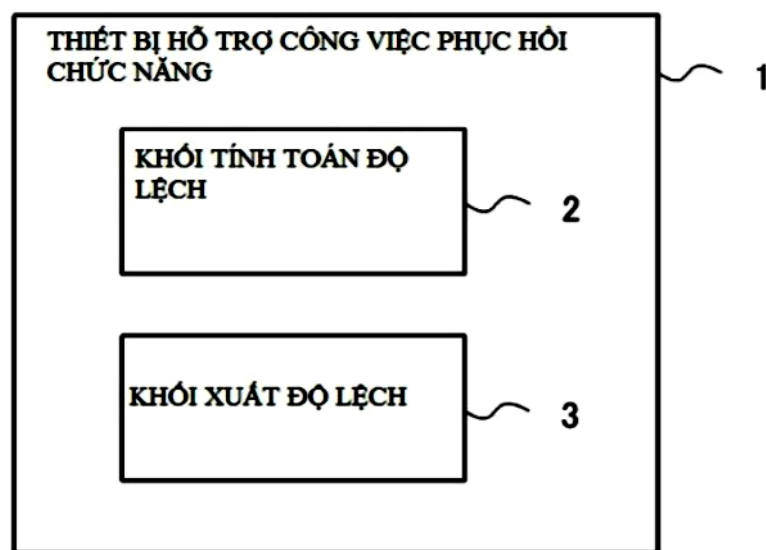 THIẾT BỊ HỖ TRỢ CÔNG VIỆC PHỤC HỒI
CHỨC NĂNG
1
KHỐI TÍNH TOÁN ĐỘ
LỆCH
2
KHỐI XUẤT ĐỘ LỆCH
3